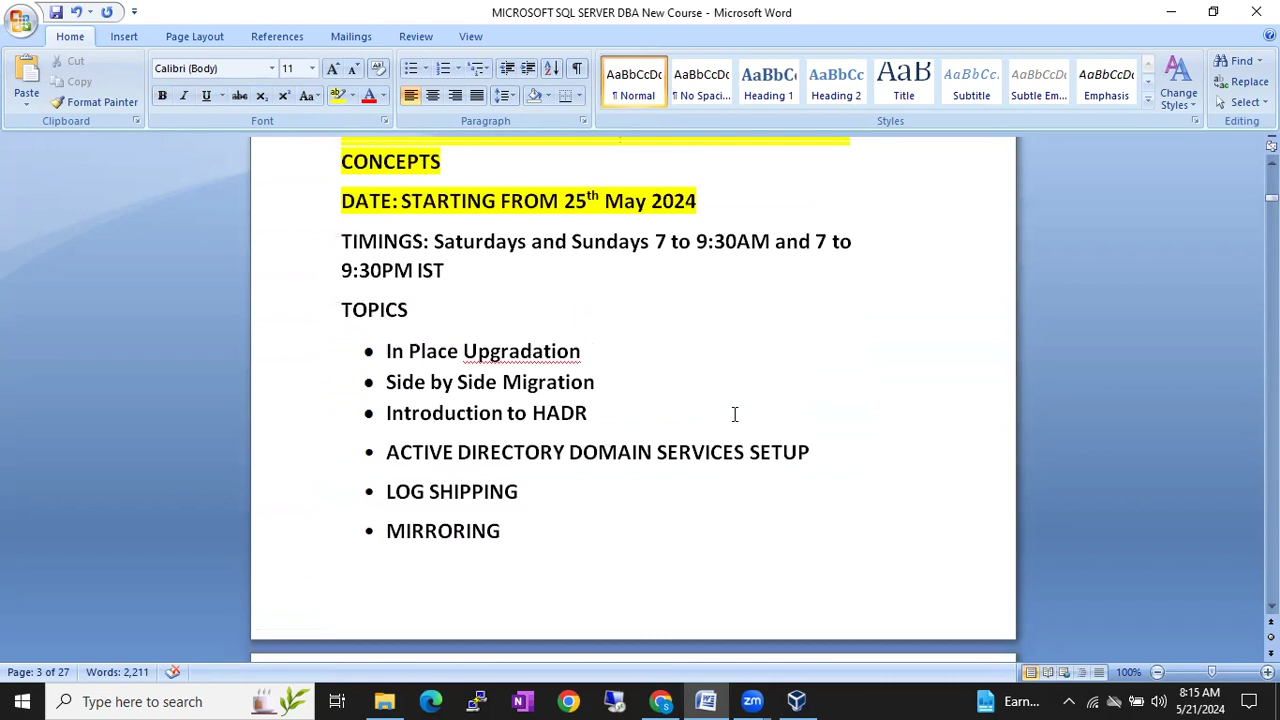 MICROSOFT SQL SERVER DBA New Course - Microsoft Word
Home Insert Page Layout References Mailings Review View
Paste
Cut
Copy
Format Painter
Clipboard
Calibri (Body) 11
Font
Paragraph
AaBbCcDc AaBbCcDc AaBbCc AaBbCc AaB AaBbCc. AaBbCcDc AaBbCcDc
¶ Normal ¶ No Spaci... Heading 1 Heading 2 Title Subtitle Subtle Em... Emphasis
Change Styles
Styles
Find
Replace
Select
Editing
CONCEPTS
DATE: STARTING FROM 25th May 2024
TIMINGS: Saturdays and Sundays 7 to 9:30AM and 7 to
9:30PM IST
TOPICS
• In Place Upgradation
• Side by Side Migration
• Introduction to HADR
• ACTIVE DIRECTORY DOMAIN SERVICES SETUP
• LOG SHIPPING
• MIRRORING
Page: 3 of 27 Words: 2,211 100%
Type here to search
Earn...
8:15 AM
5/21/2024